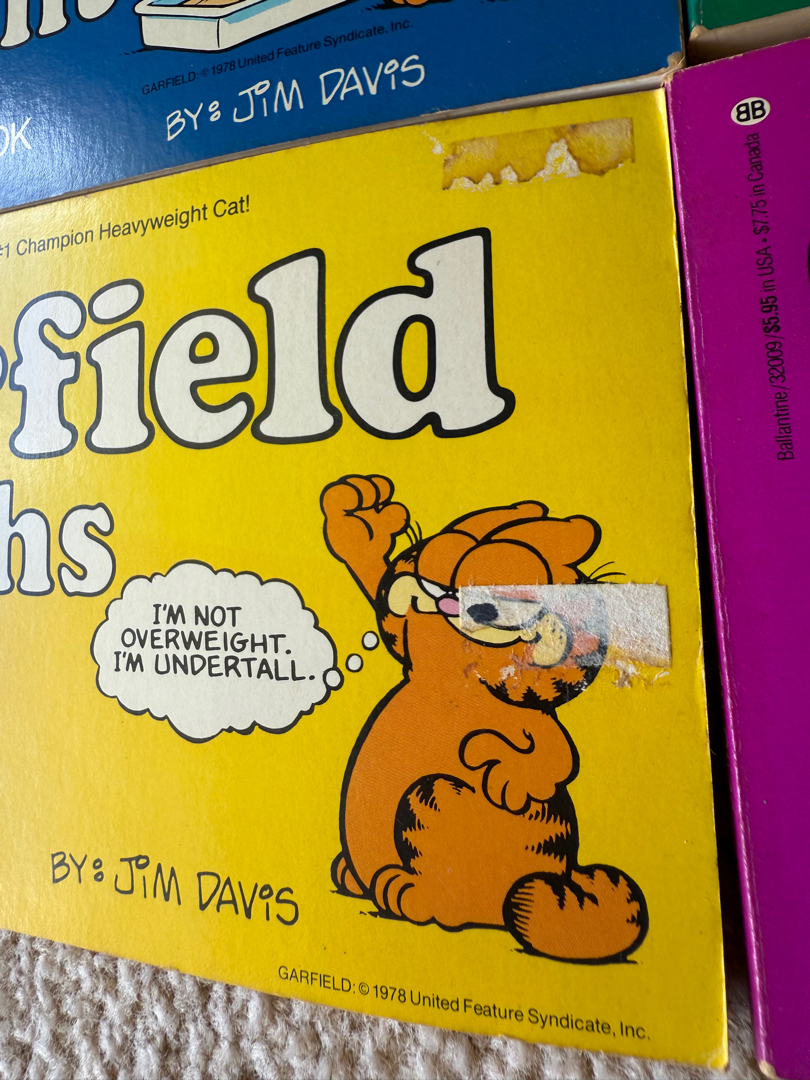 GARFIELD: © 1978 United Feature Syndicate, Inc.
BY: JIM DAVIS
OK
#1 Champion Heavyweight Cat!
field
hs
I'M NOT
OVERWEIGHT.
I'M UNDERTALL.
BY: JIM DAVIS
GARFIELD: © 1978 United Feature Syndicate, Inc.
BB
Ballantine/32009/$5.95 in USA • $7.75 in Canada